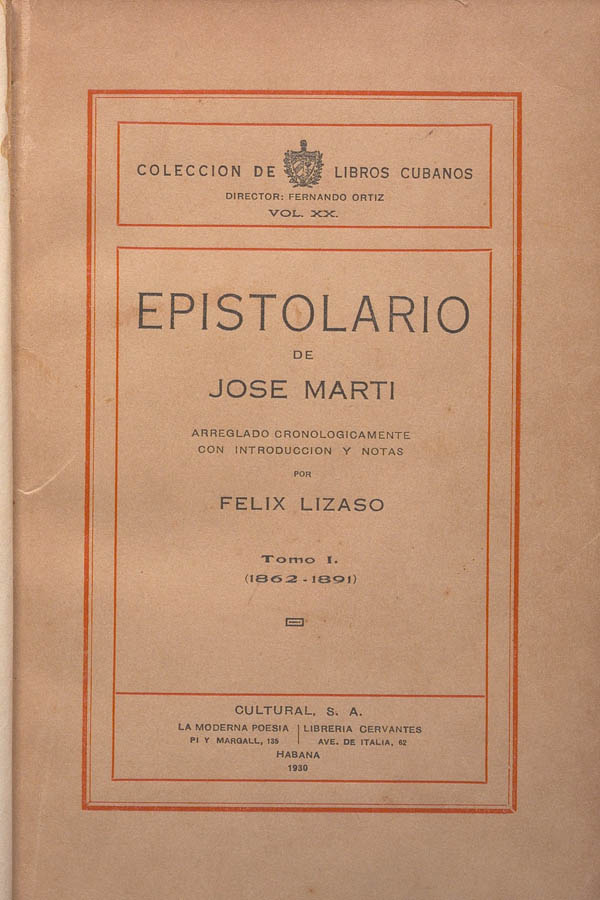 COLECCION DE LIBROS CUBANOS
DIRECTOR: FERNANDO ORTIZ
VOL. XX.
EPISTOLARIO
DE
JOSE MARTI
ARREGLADO CRONOLOGICAMENTE
CON INTRODUCCION Y NOTAS
POR
FELIX LIZASO
Tomo I.
(1862-1891)
CULTURAL, S. A.
LA MODERNA POESIA | LIBRERIA CERVANTES
PI Y MARGALL, 135 | AVE. DE ITALIA, 62
HABANA
1930